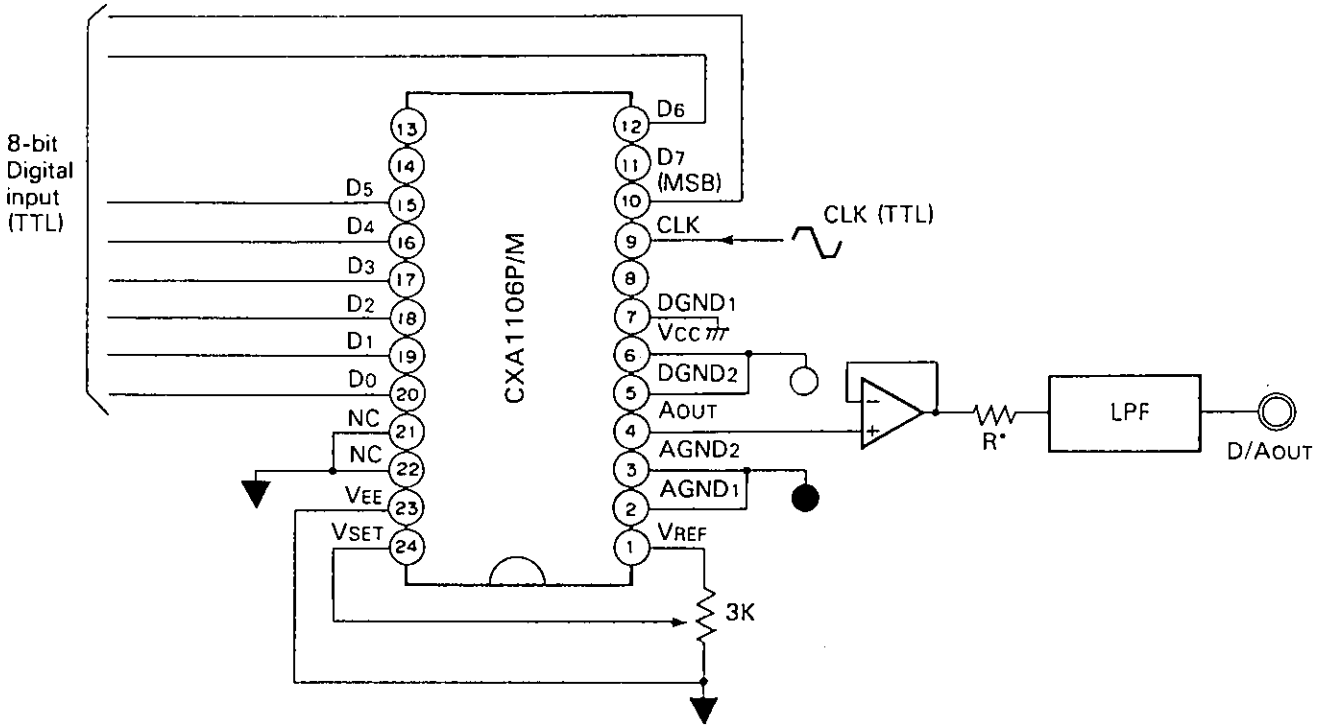 8-bit
Digital
input
(TTL)
D5
D4
D3
D2
D1
D0
NC
NC
VEE
VSET
13
14
15
16
17
18
19
20
21
22
23
24
CXA1106P/M
12
11
10
9
8
7
6
5
4
3
2
1
D6
D7
(MSB)
CLK
DGND1
VCC
DGND2
AOUT
AGND2
AGND1
VREF
CLK (TTL)
3K
−
+
R*
LPF
D/AOUT